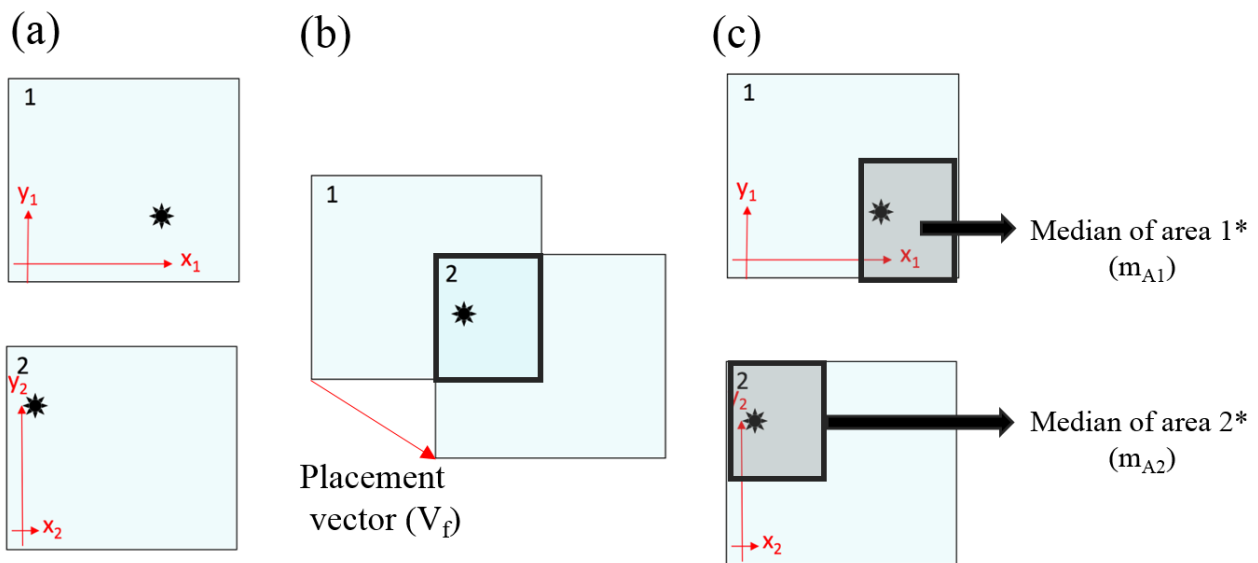 (a)
1
y1
x1
2
y2
x2
(b)
1
2
Placement
vector (Vf)
(c)
1
y1
x1
Median of area 1*
(mA1)
2
y2
x2
Median of area 2*
(mA2)